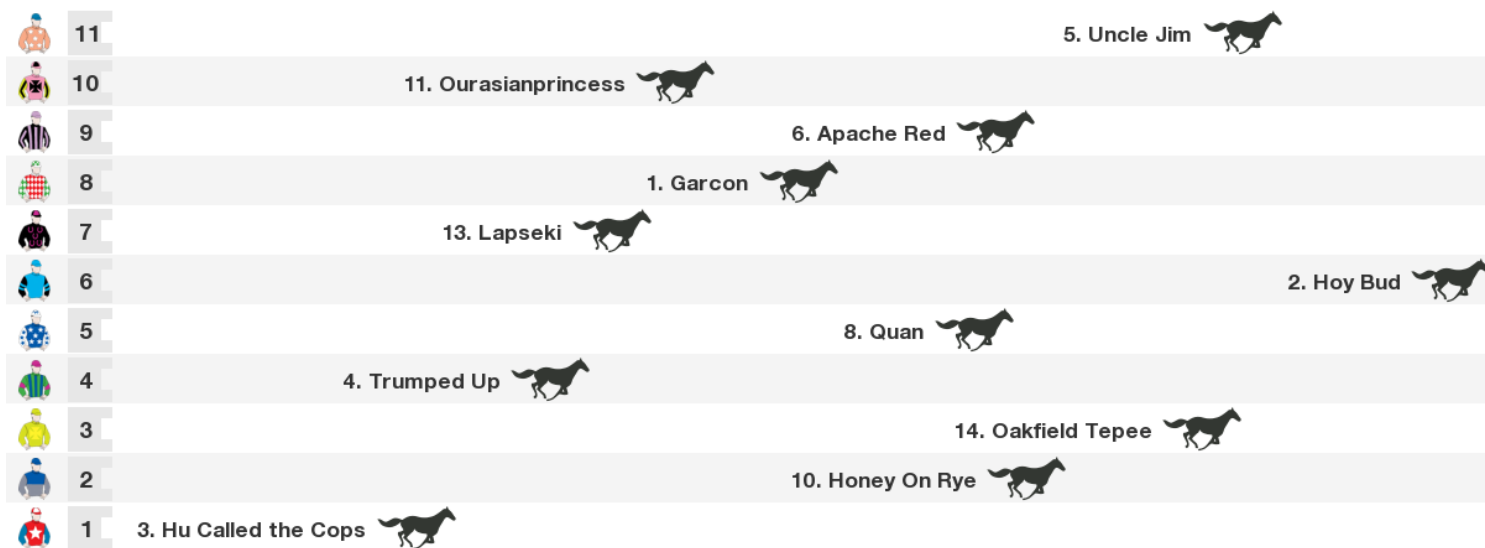 11 5. Uncle Jim
10 11. Ourasianprincess
9 6. Apache Red
8 1. Garcon
7 13. Lapseki
6 2. Hoy Bud
5 8. Quan
4 4. Trumped Up
3 14. Oakfield Tepee
2 10. Honey On Rye
1 3. Hu Called the Cops